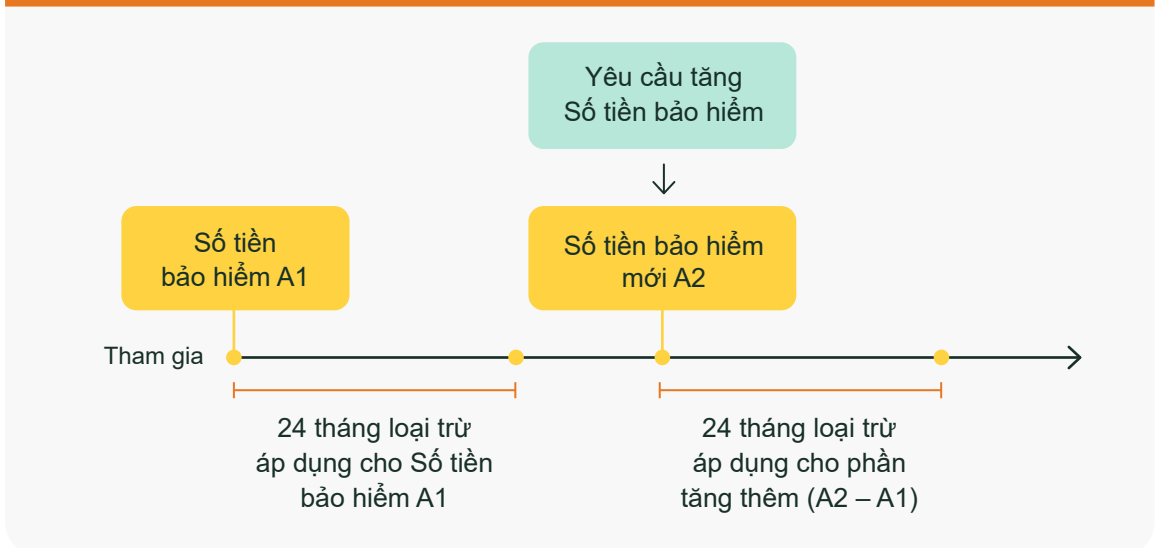 Yêu cầu tăng
Số tiền bảo hiểm
Số tiền
bảo hiểm A1
Số tiền bảo hiểm
mới A2
Tham gia
24 tháng loại trừ
áp dụng cho Số tiền
bảo hiểm A1
24 tháng loại trừ
áp dụng cho phần
tăng thêm (A2 – A1)